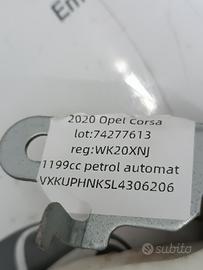 2020 Opel Corsa
lot:74277613
reg:WK20XNJ
1199cc petrol automat
VXKUPHNKSL4306206
subito